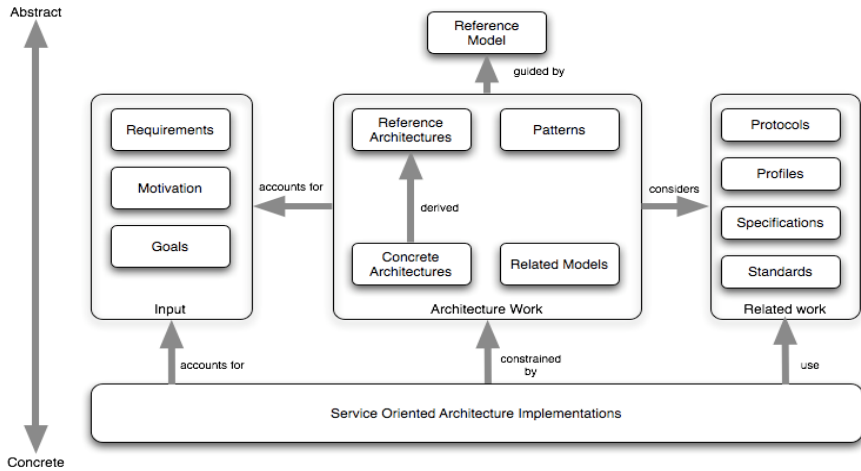 Abstract
Reference
Model
guided by
Requirements
Motivation
Goals
Input
accounts for
Reference
Architectures
Patterns
derived
Concrete
Architectures
Related Models
Architecture Work
considers
Protocols
Profiles
Specifications
Standards
Related work
accounts for
constrained
by
use
Service Oriented Architecture Implementations
Concrete